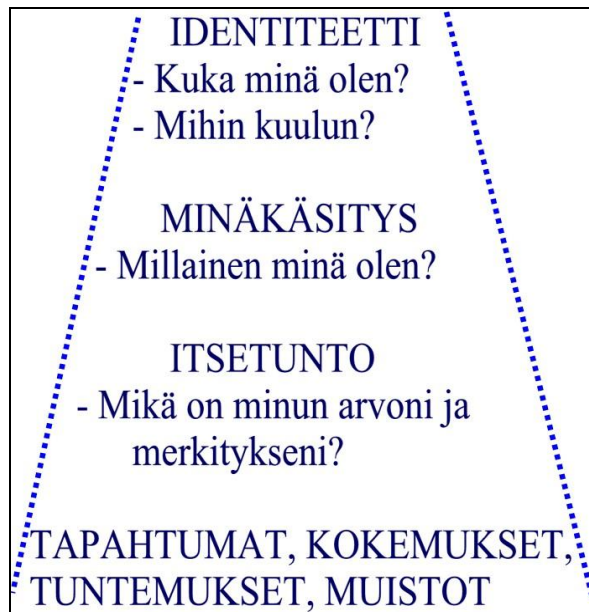 IDENTITEETTI
- Kuka minä olen?
- Mihin kuulun?
MINÄKÄSITYS
- Millainen minä olen?
ITSETUNTO
- Mikä on minun arvoni ja
merkitykseni?
TAPAHTUMAT, KOKEMUKSET,
TUNTEMUKSET, MUISTOT